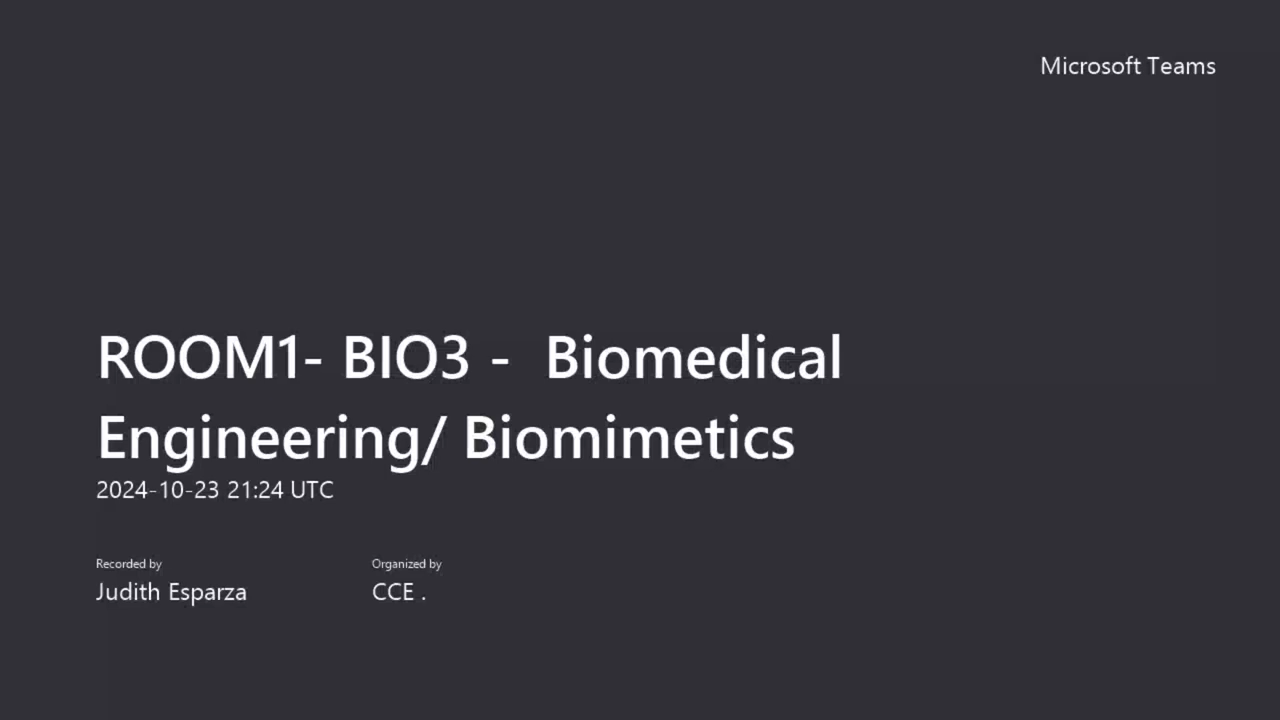 Microsoft Teams
ROOM1- BIO3 -  Biomedical
Engineering/ Biomimetics
2024-10-23 21:24 UTC
Recorded by
Judith Esparza
Organized by
CCE .